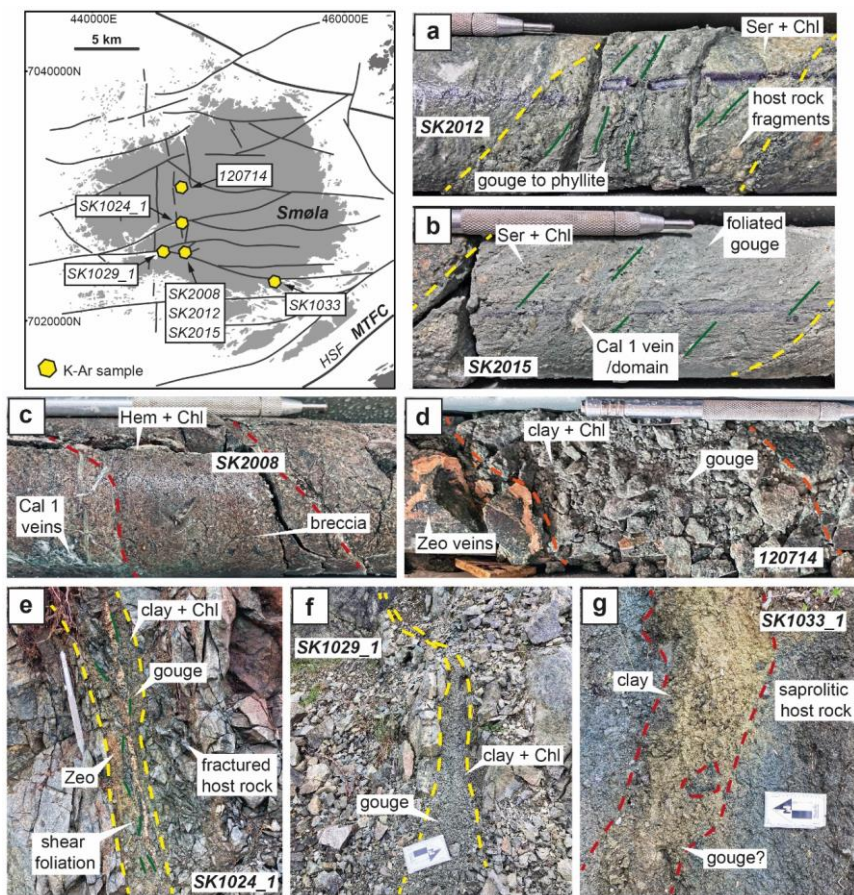 440000E
460000E
5 km
7040000N
120714
SK1024_1
Smøla
SK1029_1
SK2008
SK2012
SK2015
SK1033
7020000N
HSF MTFC
K-Ar sample
a
Ser + Chl
SK2012
host rock
fragments
gouge to phyllite
b
Ser + Chl
foliated
gouge
Cal 1 vein
/domain
SK2015
c
Hem + Chl
SK2008
Cal 1
veins
breccia
d
clay + Chl
gouge
Zeo veins
120714
e
clay + Chl
gouge
Zeo
fractured
host rock
shear
foliation
SK1024_1
f
SK1029_1
clay + Chl
gouge
g
SK1033_1
clay
saprolitic
host rock
gouge?